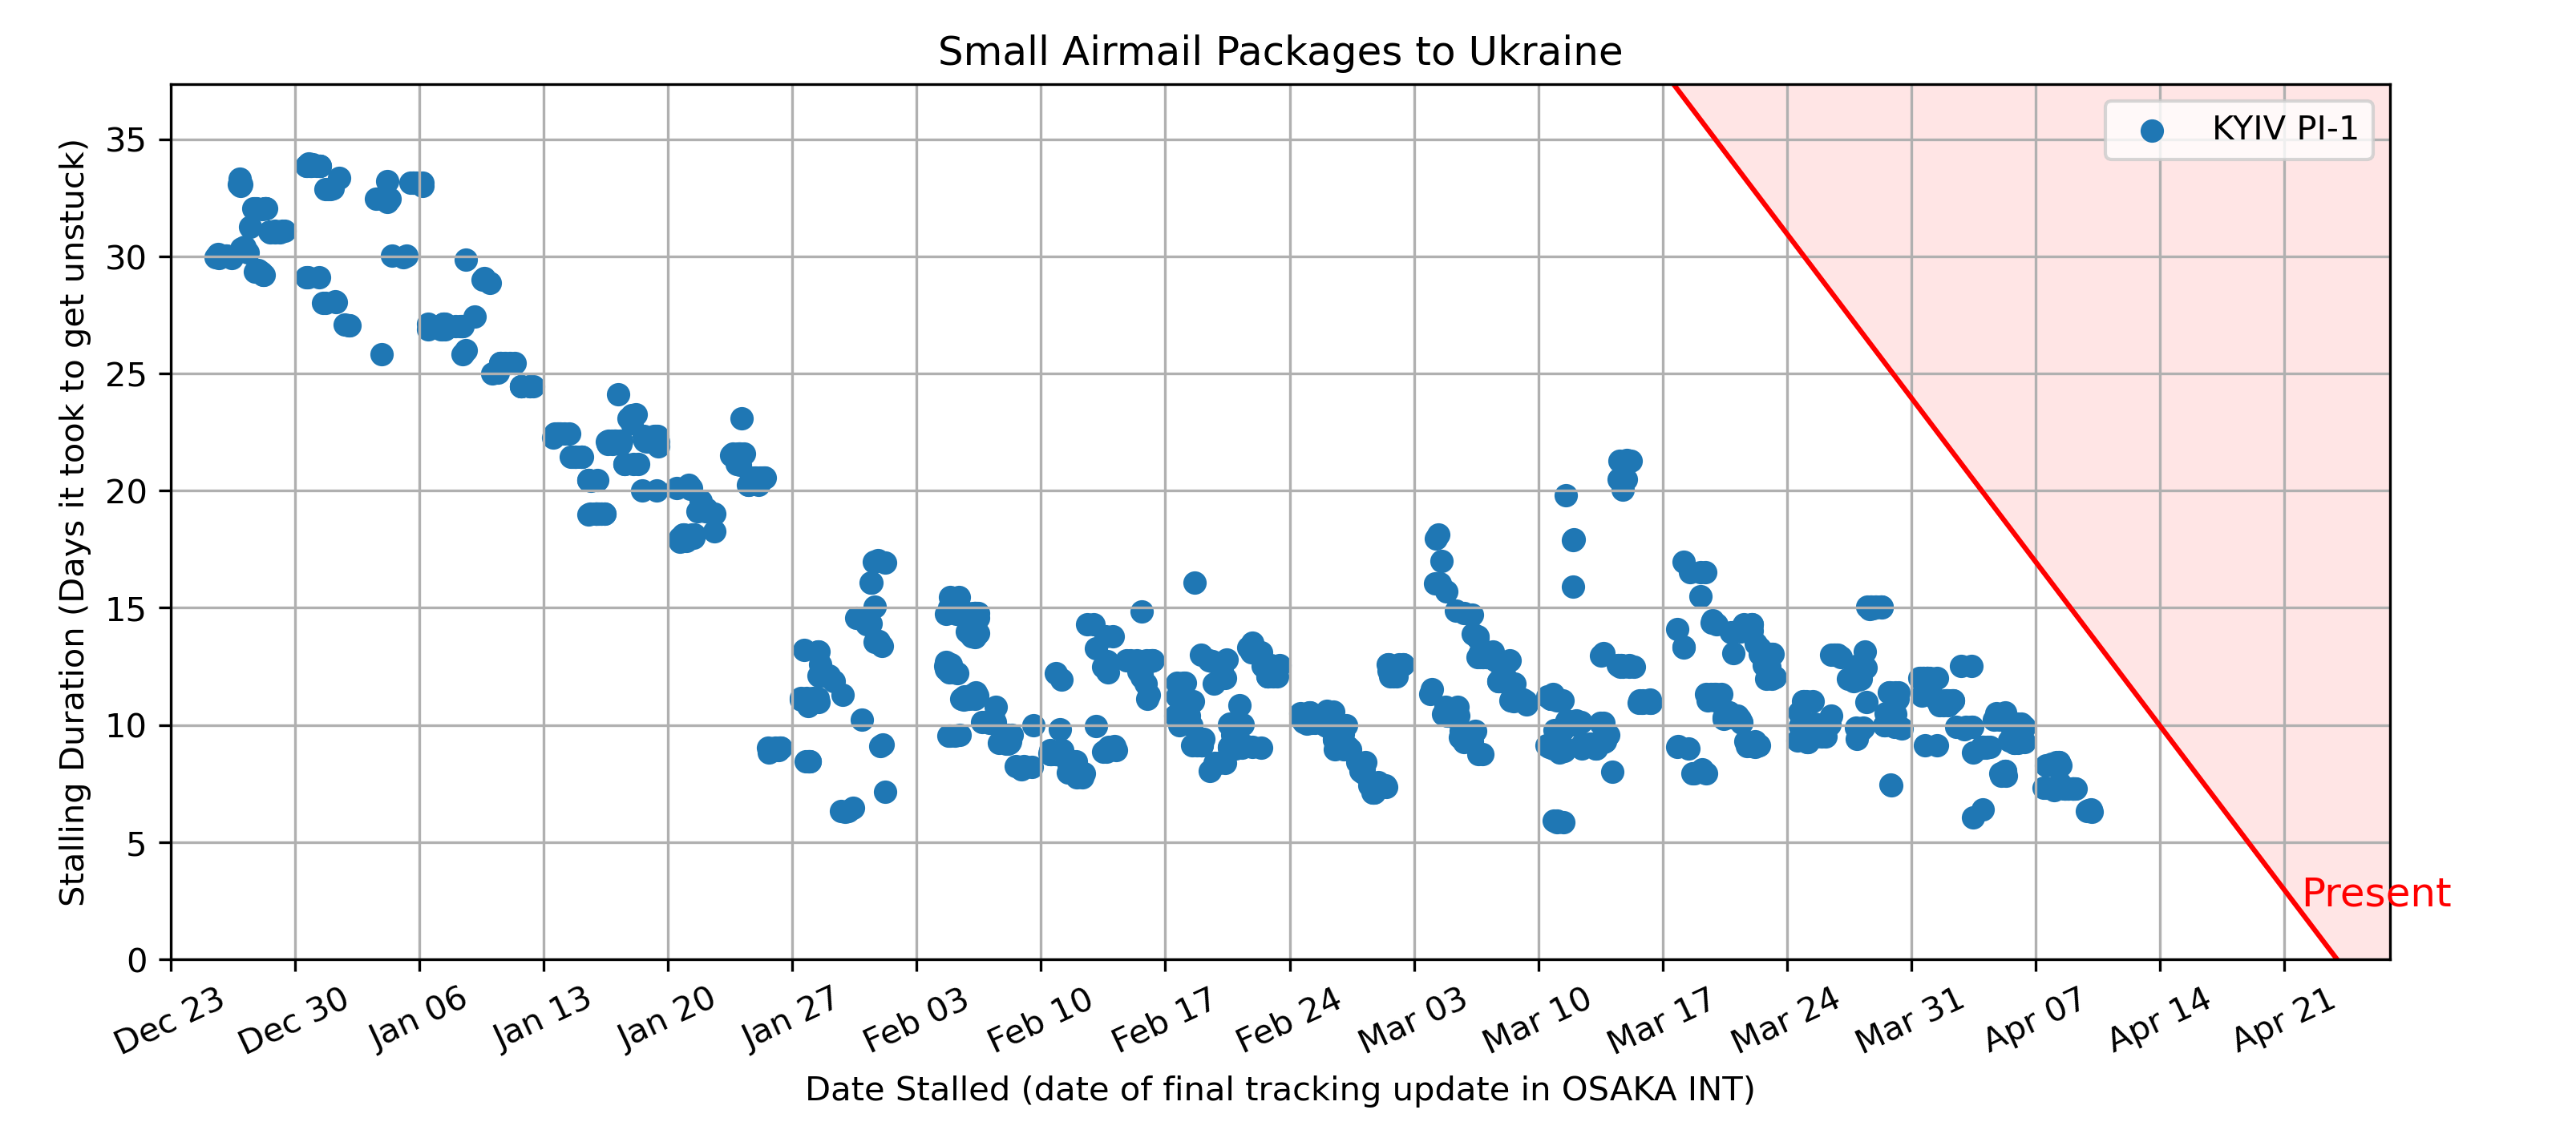 Small Airmail Packages to Ukraine
Stalling Duration (Days it took to get unstuck)
35
30
25
20
15
10
5
0
KYIV PI-1
Present
Dec 23
Dec 30
Jan 06
Jan 13
Jan 20
Jan 27
Feb 03
Feb 10
Feb 17
Feb 24
Mar 03
Mar 10
Mar 17
Mar 24
Mar 31
Apr 07
Apr 14
Apr 21
Date Stalled (date of final tracking update in OSAKA INT)